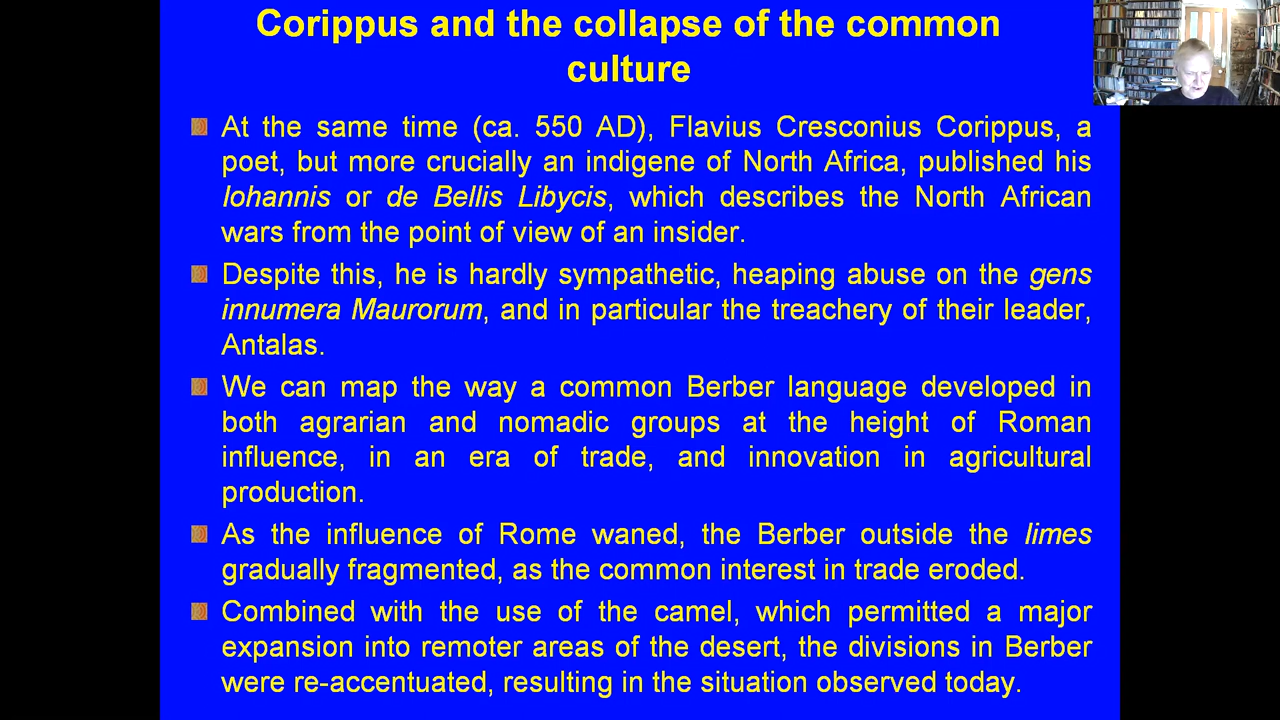 Corippus and the collapse of the common
culture
At the same time (ca. 550 AD), Flavius Cresconius Corippus, a
poet, but more crucially an indigene of North Africa, published his
Iohannis or de Bellis Libycis, which describes the North African
wars from the point of view of an insider.
Despite this, he is hardly sympathetic, heaping abuse on the gens
innumera Maurorum, and in particular the treachery of their leader,
Antalas.
We can map the way a common Berber language developed in
both agrarian and nomadic groups at the height of Roman
influence, in an era of trade, and innovation in agricultural
production.
As the influence of Rome waned, the Berber outside the limes
gradually fragmented, as the common interest in trade eroded.
Combined with the use of the camel, which permitted a major
expansion into remoter areas of the desert, the divisions in Berber
were re-accentuated, resulting in the situation observed today.